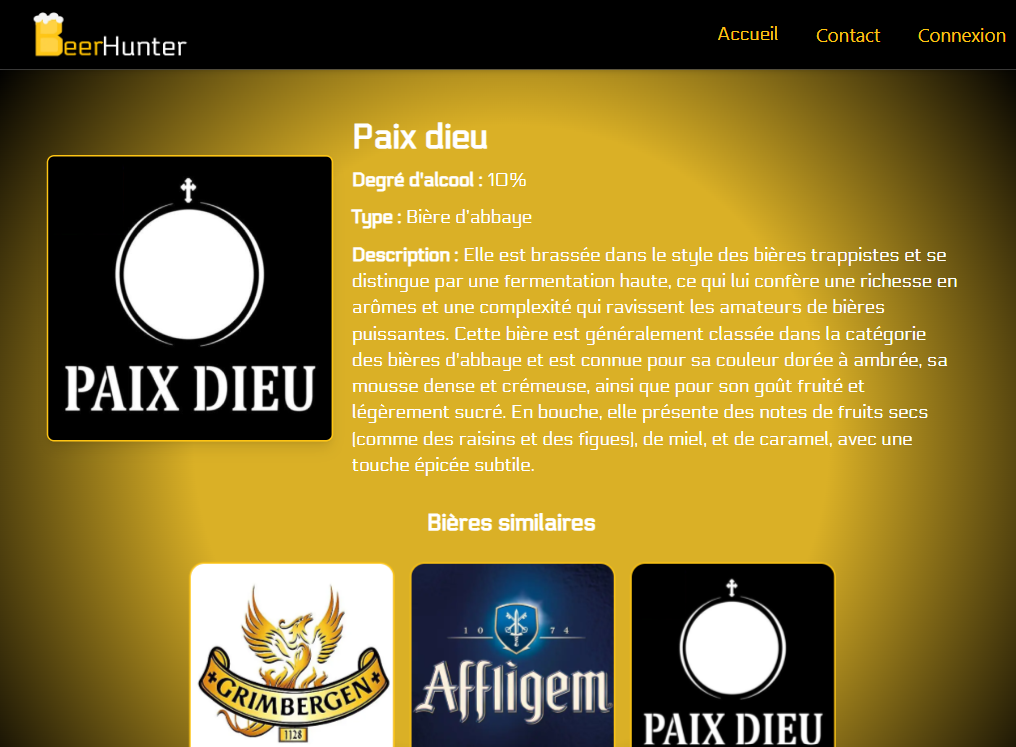 BeerHunter
Accueil
Contact
Connexion
Paix dieu
Degré d'alcool : 10%
Type : Bière d'abbaye
Description : Elle est brassée dans le style des bières trappistes et se
distingue par une fermentation haute, ce qui lui confère une richesse en
arômes et une complexité qui ravissent les amateurs de bières
puissantes. Cette bière est généralement classée dans la catégorie
des bières d'abbaye et est connue pour sa couleur dorée à ambrée, sa
mousse dense et crémeuse, ainsi que pour son goût fruité et
légèrement sucré. En bouche, elle présente des notes de fruits secs
(comme des raisins et des figues), de miel, et de caramel, avec une
touche épicée subtile.
PAIX DIEU
Bières similaires
GRIMBERGEN
1128
1074
Affligem
PAIX DIEU